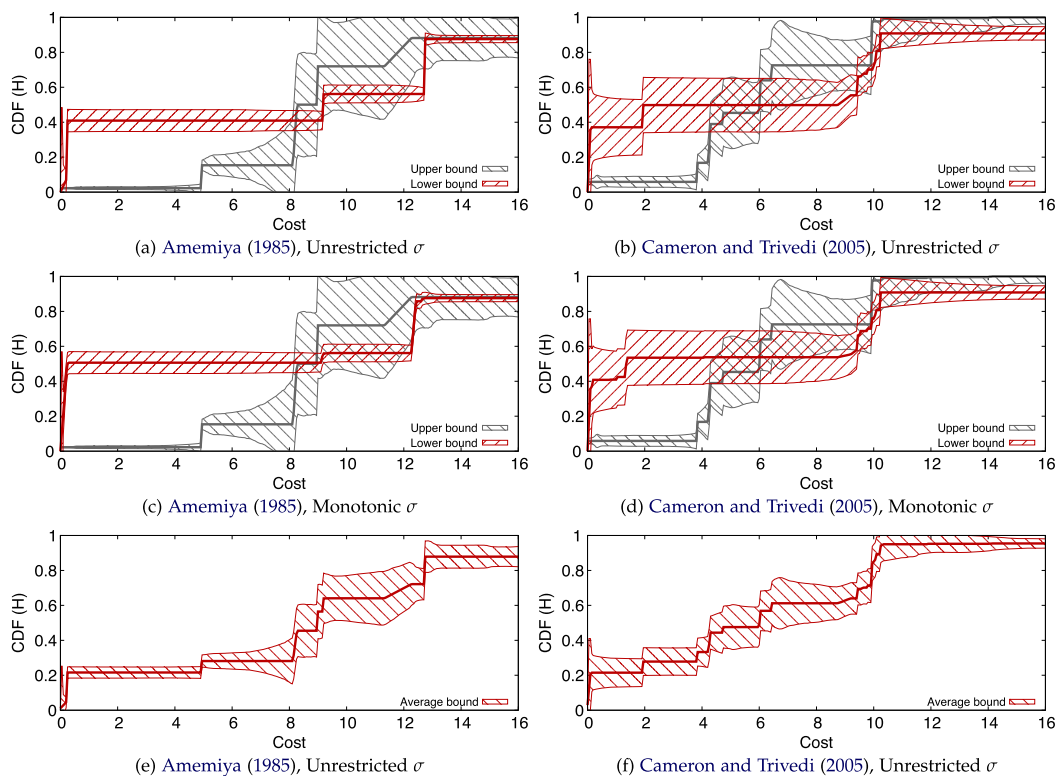 1
0.8
0.6
0.4
0.2
0
CDF (H)
Upper bound
Lower bound
0 2 4 6 8 10 12 14 16
Cost
(a) Amemiya (1985), Unrestricted σ
1
0.8
0.6
0.4
0.2
0
CDF (H)
Upper bound
Lower bound
0 2 4 6 8 10 12 14 16
Cost
(b) Cameron and Trivedi (2005), Unrestricted σ
1
0.8
0.6
0.4
0.2
0
CDF (H)
Upper bound
Lower bound
0 2 4 6 8 10 12 14 16
Cost
(c) Amemiya (1985), Monotonic σ
1
0.8
0.6
0.4
0.2
0
CDF (H)
Upper bound
Lower bound
0 2 4 6 8 10 12 14 16
Cost
(d) Cameron and Trivedi (2005), Monotonic σ
1
0.8
0.6
0.4
0.2
0
CDF (H)
Average bound
0 2 4 6 8 10 12 14 16
Cost
(e) Amemiya (1985), Unrestricted σ
1
0.8
0.6
0.4
0.2
0
CDF (H)
Average bound
0 2 4 6 8 10 12 14 16
Cost
(f) Cameron and Trivedi (2005), Unrestricted σ